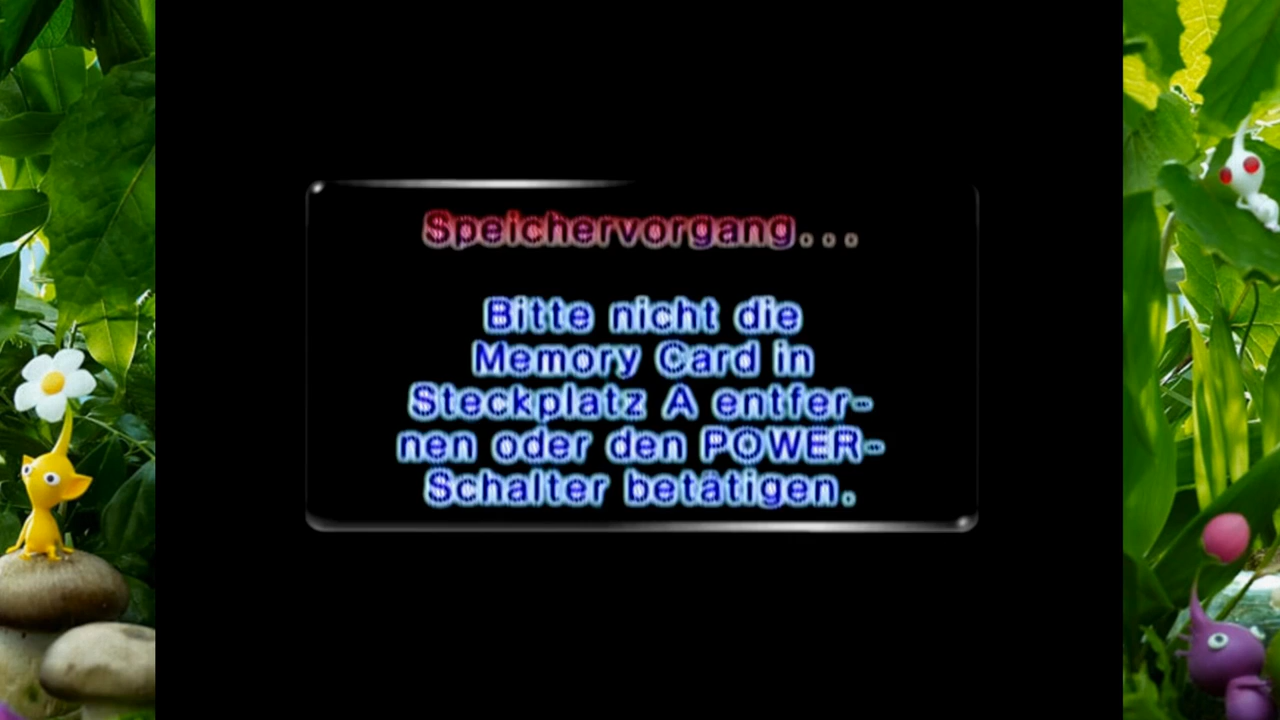 Speichervorgang...
Bitte nicht die
Memory Card in
Steckplatz A entfer-
nen oder den POWER-
Schalter betätigen.